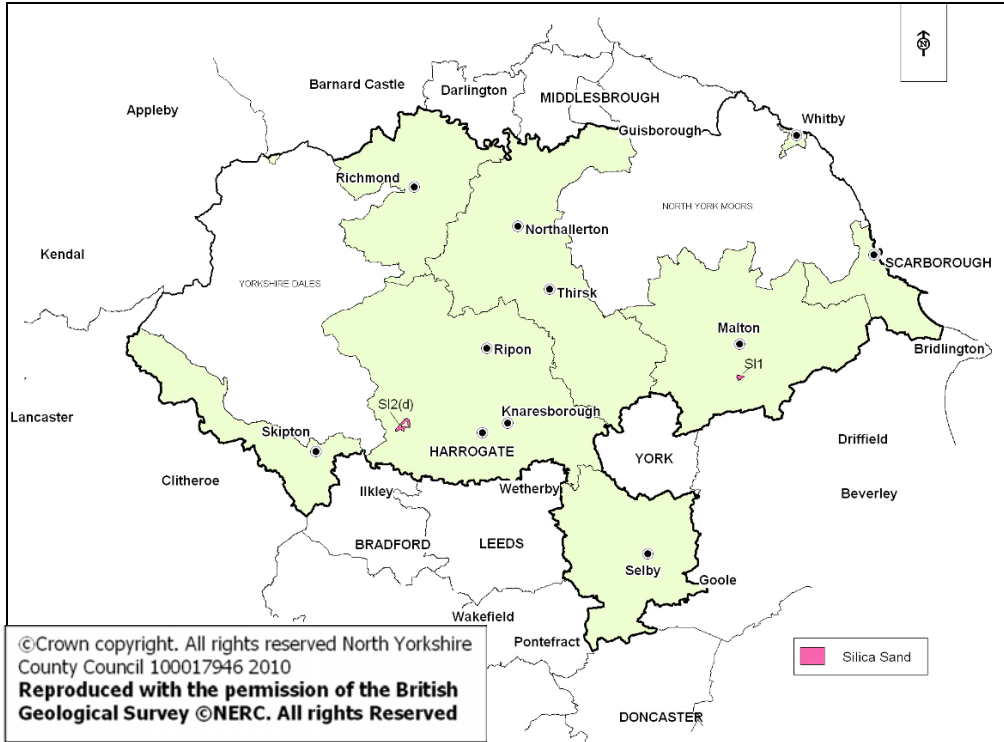 N
Barnard Castle
Darlington
MIDDLESBROUGH
Appleby
Whitby
Guisborough
Richmond
NORTH YORK MOORS
Northallerton
Kendal
SCARBOROUGH
YORKSHIRE DALES
Thirsk
Malton
Ripon
Bridlington
SI1
SI2(d)
Knaresborough
Lancaster
Skipton
HARROGATE
YORK
Driffield
Clitheroe
Ilkley
Wetherby
Beverley
BRADFORD
LEEDS
Selby
Goole
Wakefield
Pontefract
DONCASTER
Silica Sand
©Crown copyright. All rights reserved North Yorkshire
County Council 100017946 2010
Reproduced with the permission of the British
Geological Survey ©NERC. All rights Reserved